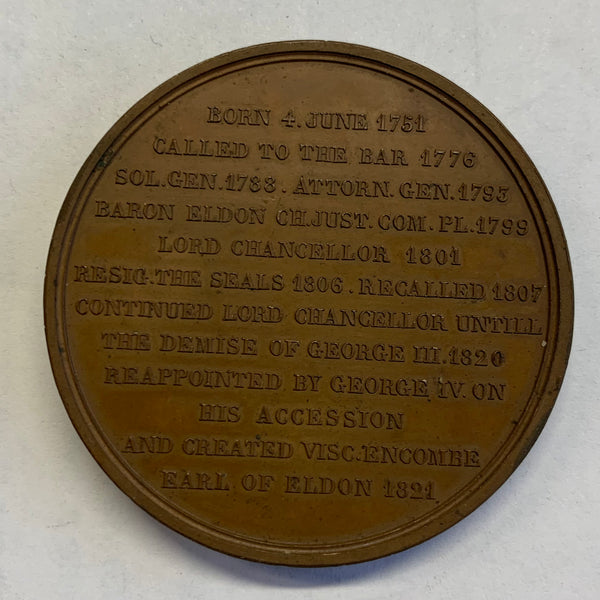 BORN 4. JUNE 1751
CALLED TO THE BAR 1776
SOL. GEN. 1788. ATTORN. GEN. 1793
BARON ELDON CH. JUST. COM. PL. 1799
LORD CHANCELLOR 1801
RESIG. THE SEALS 1806. RECALLED 1807
CONTINUED LORD CHANCELLOR UNTILL
THE DEMISE OF GEORGE III. 1820
REAPPOINTED BY GEORGE IV. ON
HIS ACCESSION
AND CREATED VISC. ENCOMBE
EARL OF ELDON 1821